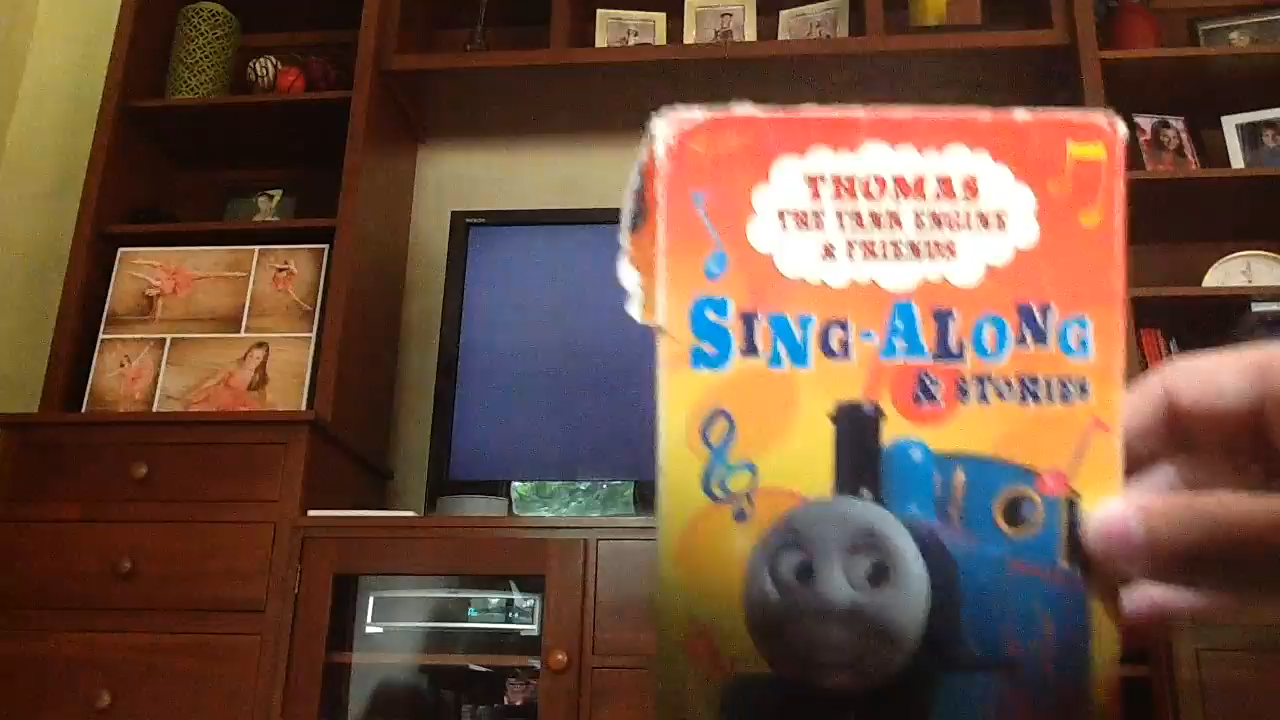 THOMAS
THE TANK ENGINE
& FRIENDS
SING-ALONG
& STORIES